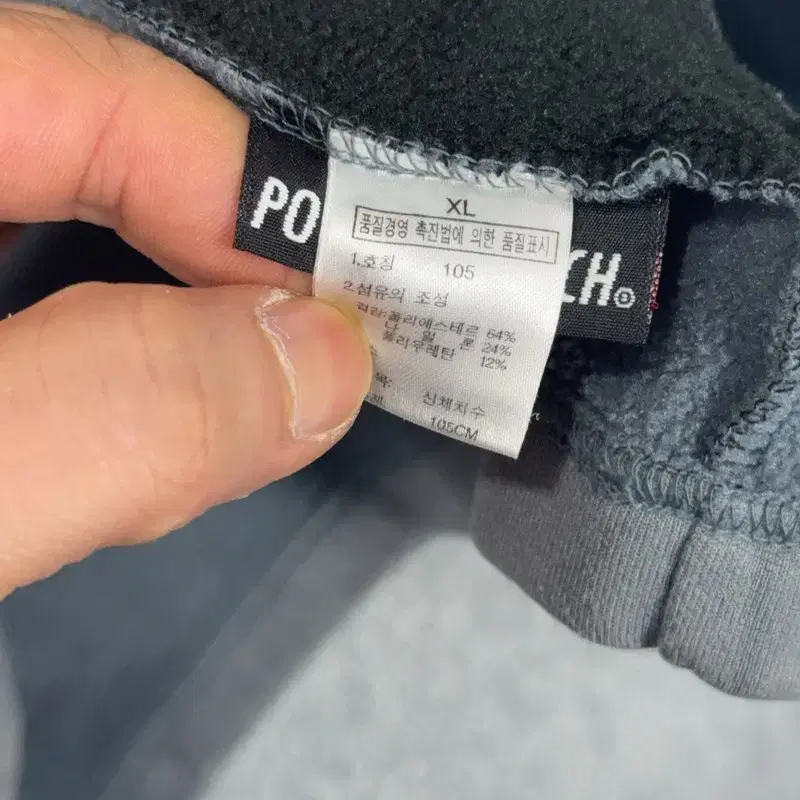 PO
CH
XL
품질경영 촉진법에 의한 품질표시
1.호칭 105
2.섬유의 조성
겉감:폴리에스테르 64%
나 일 론 24%
폴리우레탄 12%
신체치수
105CM